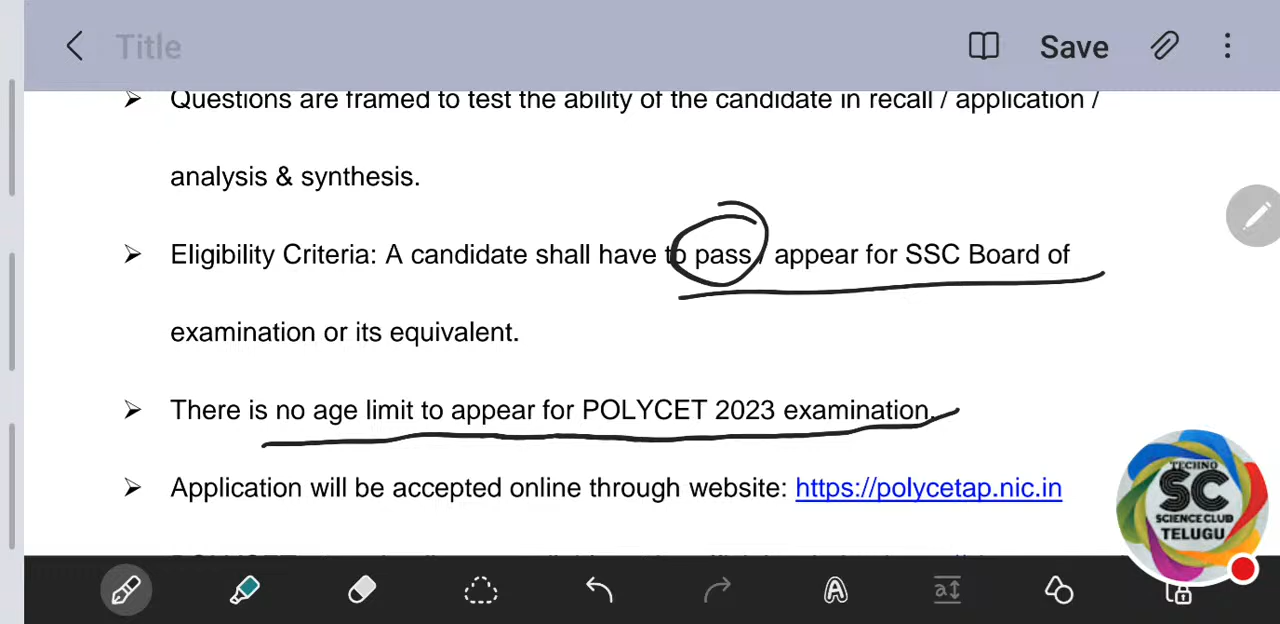 Title
Save
➢ Questions are framed to test the ability of the candidate in recall / application /
analysis & synthesis.
➢ Eligibility Criteria: A candidate shall have to pass / appear for SSC Board of
examination or its equivalent.
➢ There is no age limit to appear for POLYCET 2023 examination.
➢ Application will be accepted online through website: https://polycetap.nic.in
TECHNO
SC
SCIENCE CLUB
TELUGU